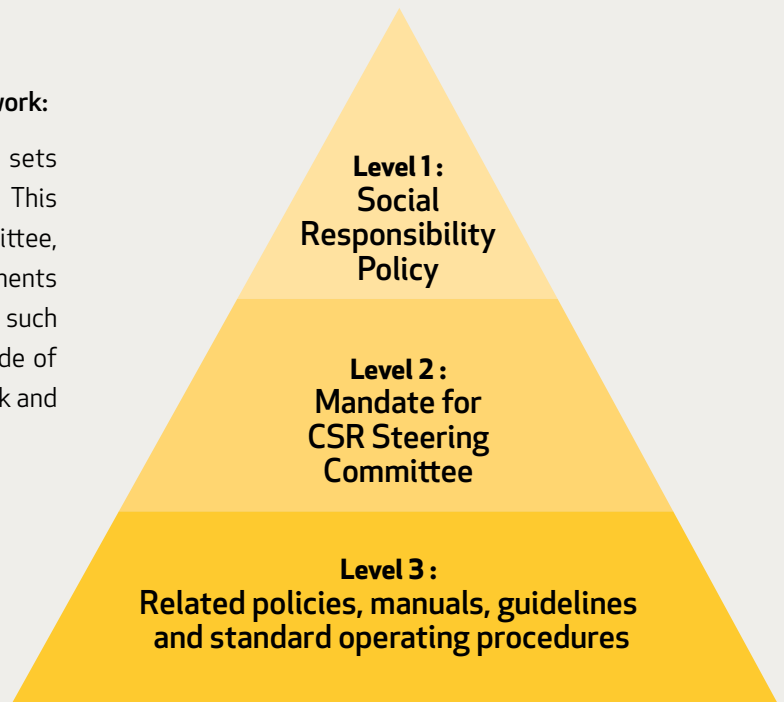 work:
sets
This
ittee,
nents
such
de of
k and
Level 1 :
Social
Responsibility
Policy
Level 2 :
Mandate for
CSR Steering
Committee
Level 3 :
Related policies, manuals, guidelines
and standard operating procedures